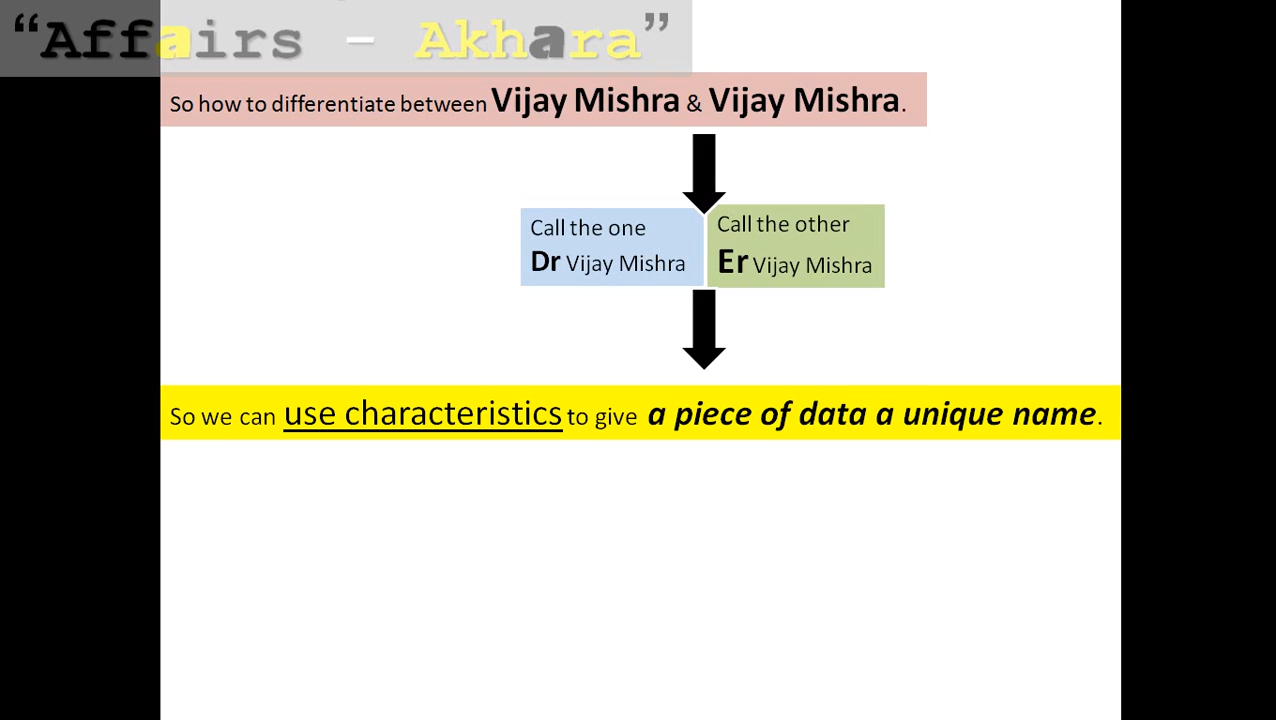 “Affairs – Akhara”
So how to differentiate between Vijay Mishra & Vijay Mishra.
Call the one
Dr Vijay Mishra
Call the other
Er Vijay Mishra
So we can use characteristics to give a piece of data a unique name.